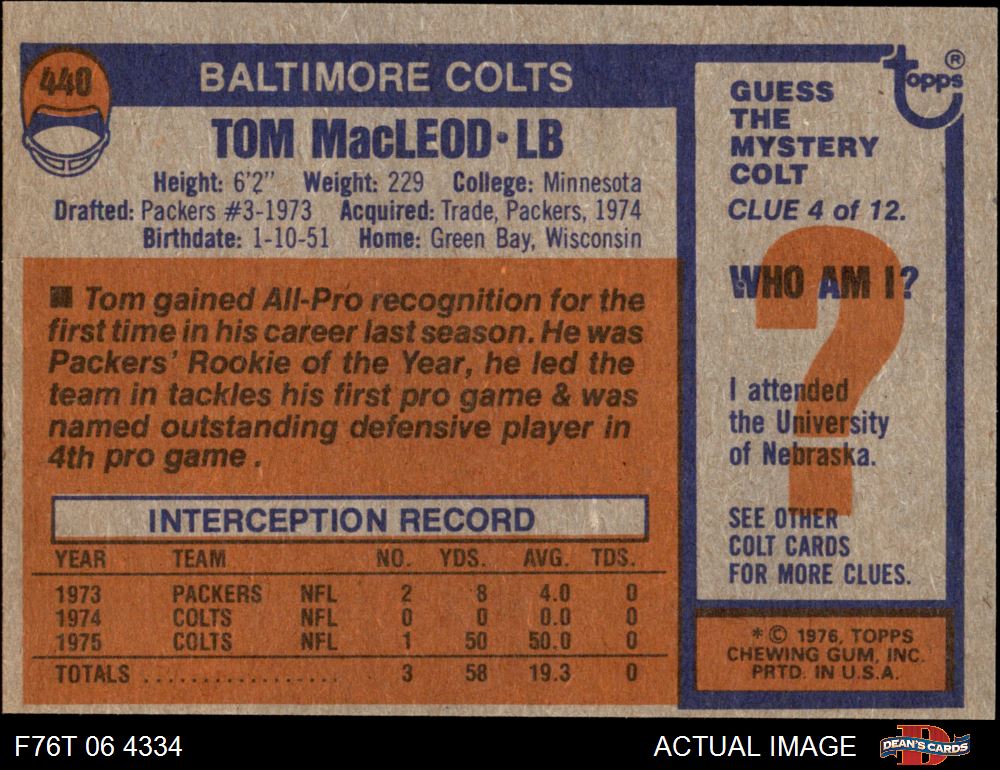 440
BALTIMORE COLTS
TOM MacLEOD • LB
Height: 6'2" Weight: 229 College: Minnesota
Drafted: Packers #3-1973 Acquired: Trade, Packers, 1974
Birthdate: 1-10-51 Home: Green Bay, Wisconsin
■ Tom gained All-Pro recognition for the
first time in his career last season. He was
Packers' Rookie of the Year, he led the
team in tackles his first pro game & was
named outstanding defensive player in
4th pro game .
INTERCEPTION RECORD
YEAR TEAM NO. YDS. AVG. TDS.
1973 PACKERS NFL 2 8 4.0 0
1974 COLTS NFL 0 0 0.0 0
1975 COLTS NFL 1 50 50.0 0
TOTALS .................. 3 58 19.3 0
topps ®
GUESS
THE
MYSTERY
COLT
CLUE 4 of 12.
?
WHO AM I?
I attended
the University
of Nebraska.
SEE OTHER
COLT CARDS
FOR MORE CLUES.
* © 1976, TOPPS
CHEWING GUM, INC.
PRTD. IN U.S.A.
F76T 06 4334
ACTUAL IMAGE
DEAN'S CARDS